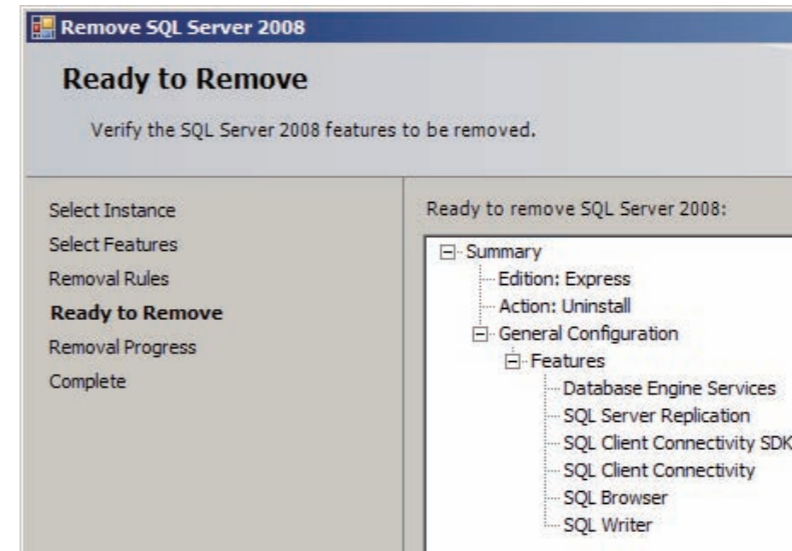 Remove SQL Server 2008
Ready to Remove
Verify the SQL Server 2008 features to be removed.
Select Instance
Select Features
Removal Rules
Ready to Remove
Removal Progress
Complete
Ready to remove SQL Server 2008:
Summary
Edition: Express
Action: Uninstall
General Configuration
Features
Database Engine Services
SQL Server Replication
SQL Client Connectivity SDK
SQL Client Connectivity
SQL Browser
SQL Writer